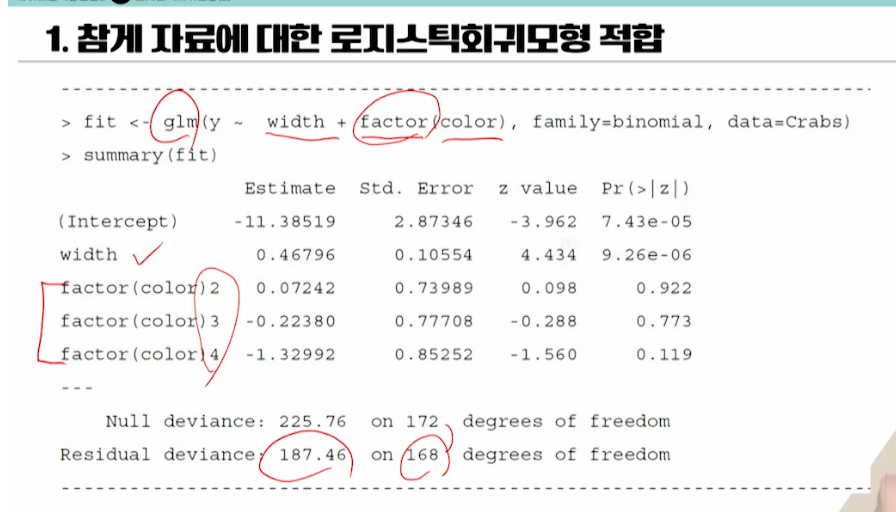 1. 참게 자료에 대한 로지스틱회귀모형 적합
> fit <- glm(y ~ width + factor(color), family=binomial, data=Crabs)
> summary(fit)
Estimate Std. Error z value Pr(>|z|)
(Intercept) -11.38519 2.87346 -3.962 7.43e-05
width 0.46796 0.10554 4.434 9.26e-06
factor(color)2 0.07242 0.73989 0.098 0.922
factor(color)3 -0.22380 0.77708 -0.288 0.773
factor(color)4 -1.32992 0.85252 -1.560 0.119
---
Null deviance: 225.76 on 172 degrees of freedom
Residual deviance: 187.46 on 168 degrees of freedom